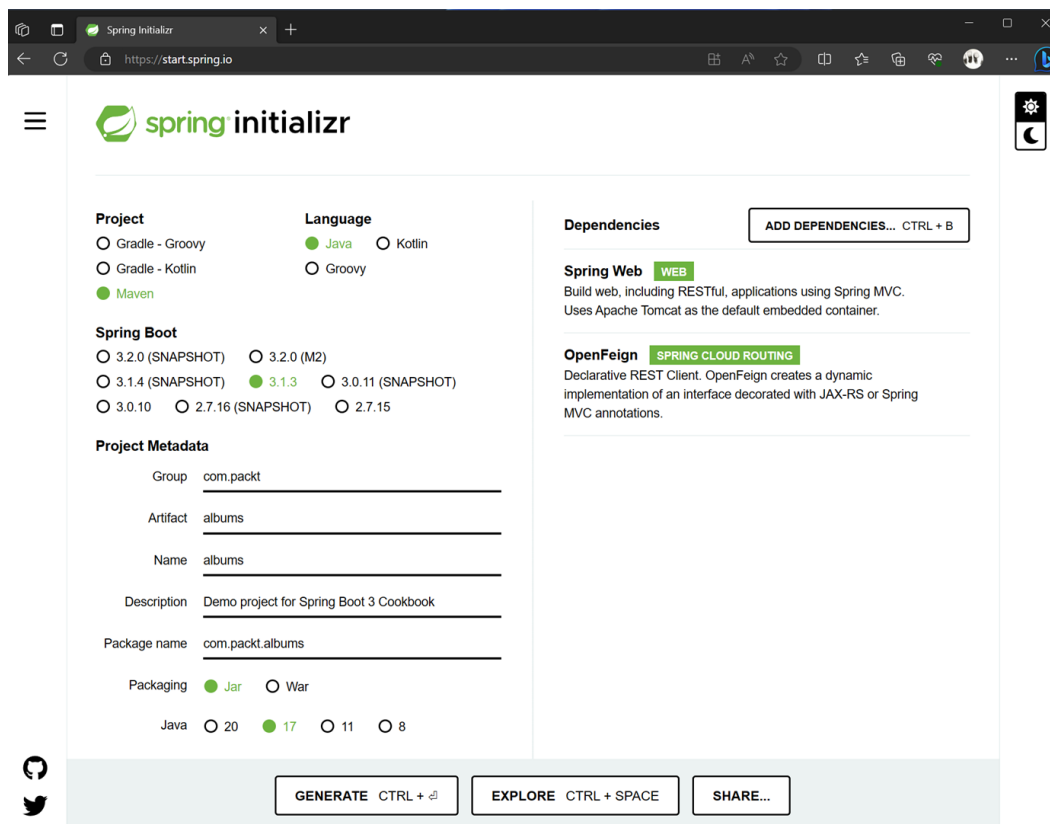 Spring Initializr
https://start.spring.io
spring initializr
Project
Gradle - Groovy
Gradle - Kotlin
Maven
Language
Java Kotlin
Groovy
Spring Boot
3.2.0 (SNAPSHOT) 3.2.0 (M2)
3.1.4 (SNAPSHOT) 3.1.3 3.0.11 (SNAPSHOT)
3.0.10 2.7.16 (SNAPSHOT) 2.7.15
Project Metadata
Group com.packt
Artifact albums
Name albums
Description Demo project for Spring Boot 3 Cookbook
Package name com.packt.albums
Packaging Jar War
Java 20 17 11 8
Dependencies ADD DEPENDENCIES... CTRL + B
Spring Web WEB
Build web, including RESTful, applications using Spring MVC.
Uses Apache Tomcat as the default embedded container.
OpenFeign SPRING CLOUD ROUTING
Declarative REST Client. OpenFeign creates a dynamic
implementation of an interface decorated with JAX-RS or Spring
MVC annotations.
GENERATE CTRL + ⏎ EXPLORE CTRL + SPACE SHARE...